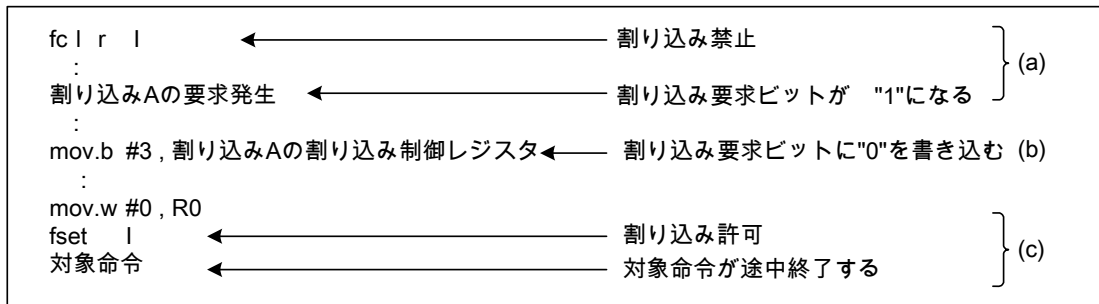 fclr I 割り込み禁止
:
割り込みAの要求発生 割り込み要求ビットが "1"になる
(a)
:
mov.b #3 , 割り込みAの割り込み制御レジスタ 割り込み要求ビットに"0"を書き込む (b)
:
mov.w #0 , R0
fset I 割り込み許可
対象命令 対象命令が途中終了する
(c)